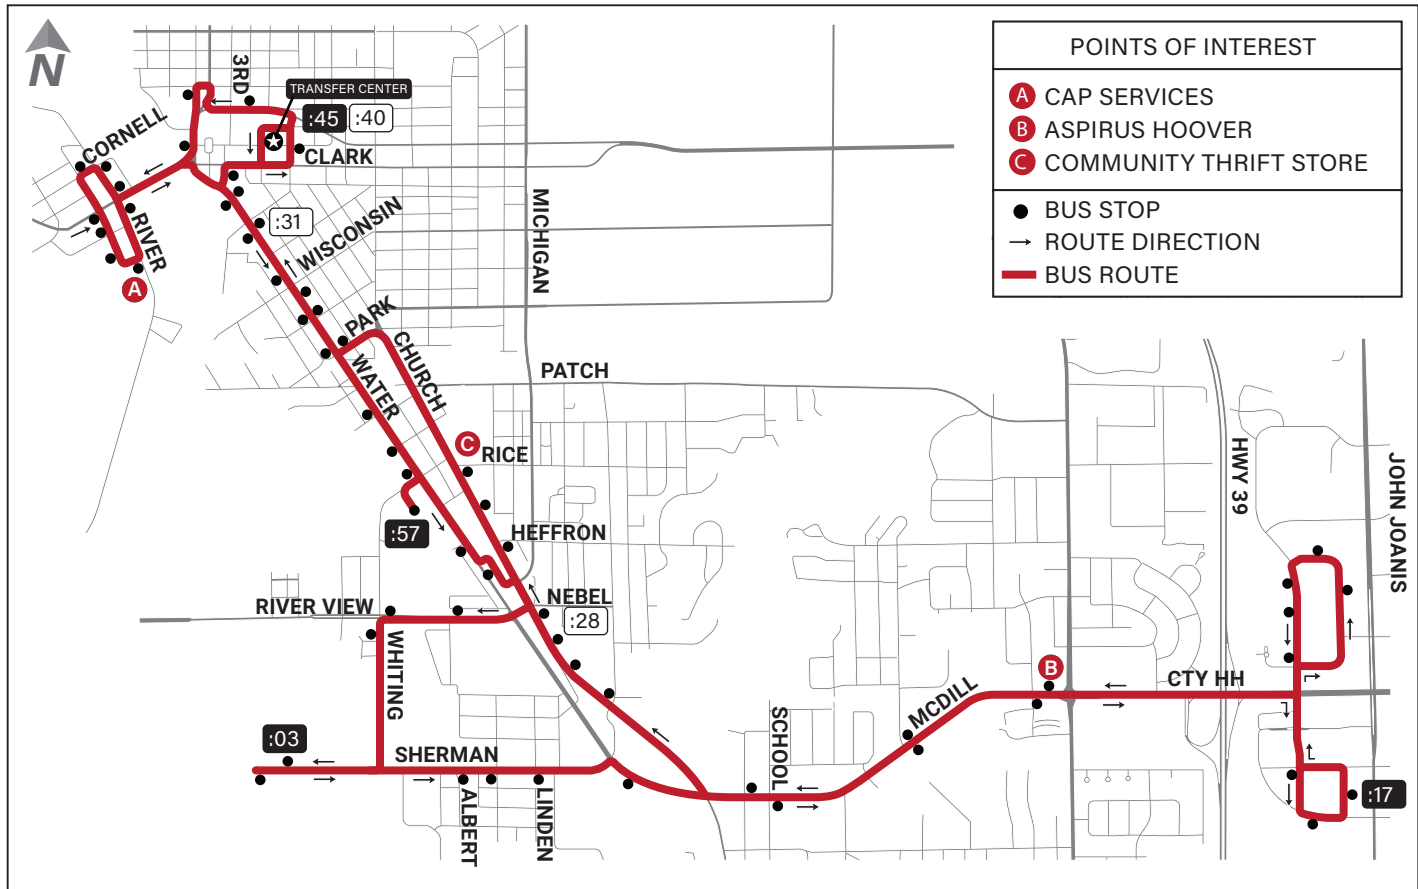 N
3RD
TRANSFER CENTER
:45
:40
CORNELL
CLARK
RIVER
A
:31
WISCONSIN
MICHIGAN
PARK
CHURCH
WATER
PATCH
C
RICE
:57
HEFFRON
HWY 39
JOHN JOANIS
RIVER VIEW
NEBEL
:28
WHITING
B
CTY HH
MCDILL
SCHOOL
:03
SHERMAN
ALBERT
LINDEN
:17
POINTS OF INTEREST
A CAP SERVICES
B ASPIRUS HOOVER
C COMMUNITY THRIFT STORE
BUS STOP
ROUTE DIRECTION
BUS ROUTE